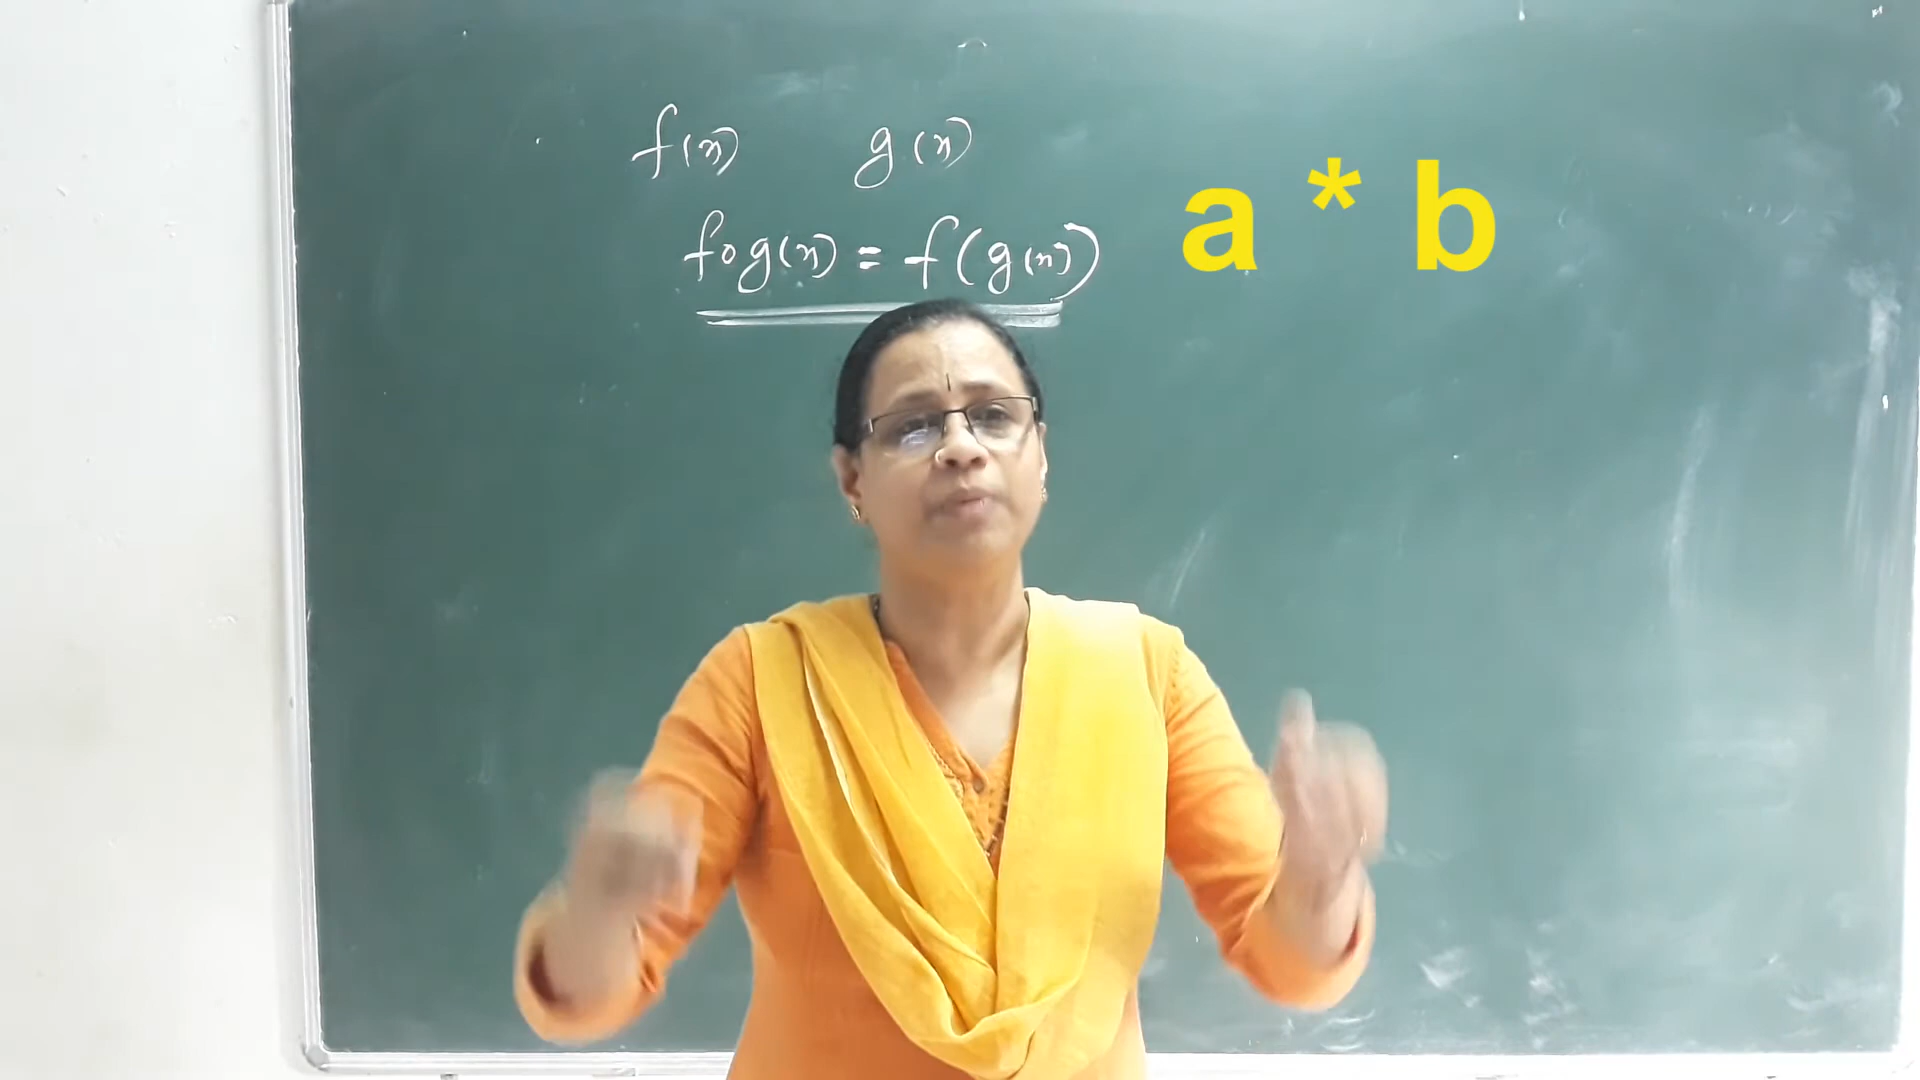 f(x) g(x)
fog(x) = f(g(x))
a * b